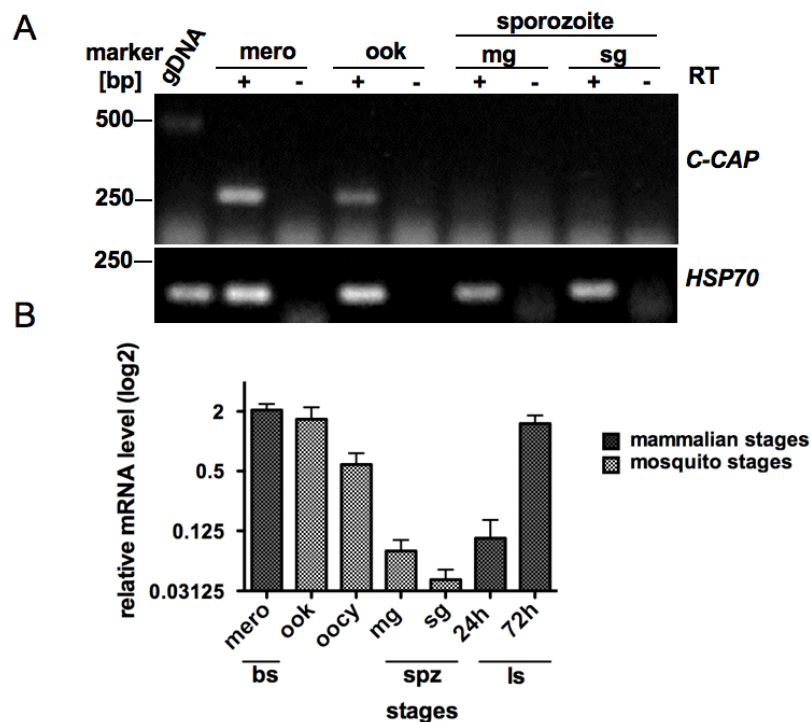 A
sporozoite
marker
[bp]
gDNA
mero
ook
mg
sg
+ - + - + - + - RT
500
250
C-CAP
250
HSP70
B
relative mRNA level (log2)
2
0.5
0.125
0.03125
mammalian stages
mosquito stages
mero
ook
oocy
mg
sg
24h
72h
bs
spz
ls
stages